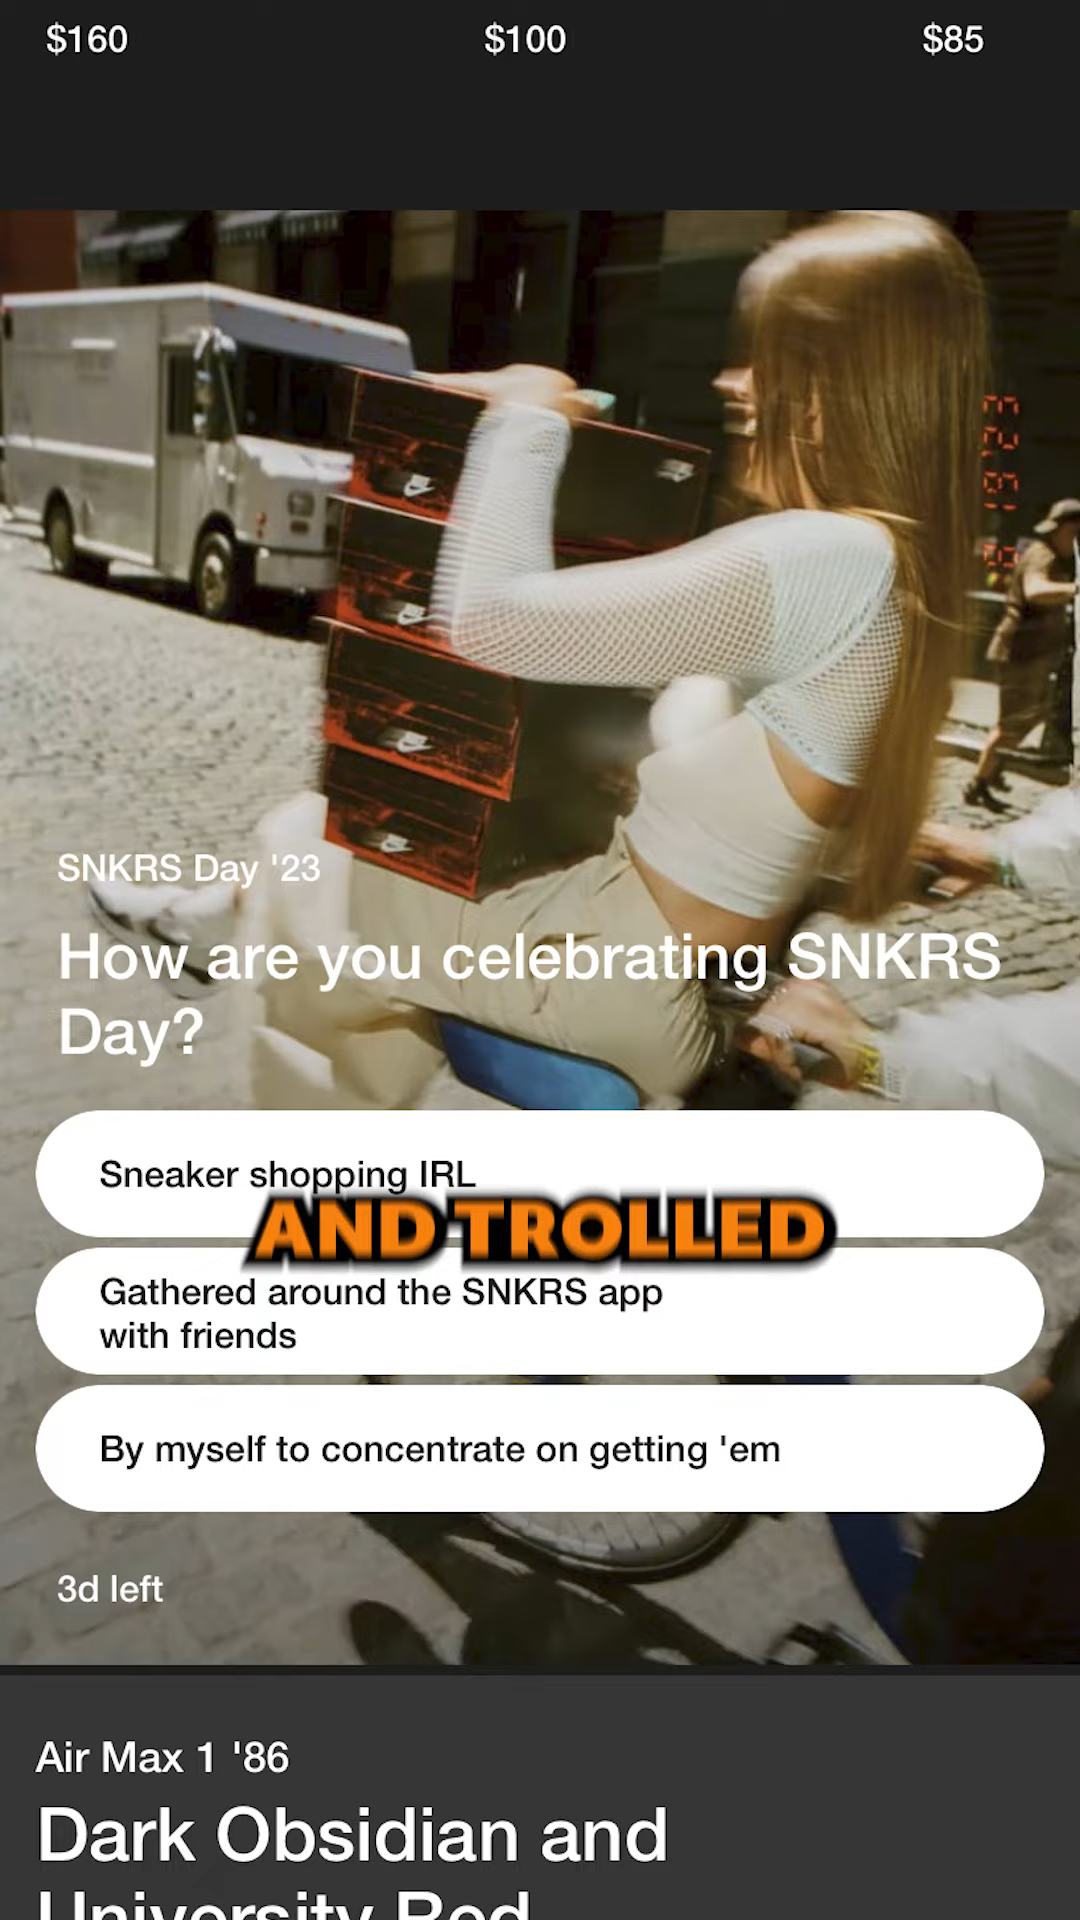 $160 $100 $85
SNKRS Day '23
How are you celebrating SNKRS
Day?
Sneaker shopping IRL
AND TROLLED
Gathered around the SNKRS app
with friends
By myself to concentrate on getting 'em
3d left
Air Max 1 '86
Dark Obsidian and
University Red